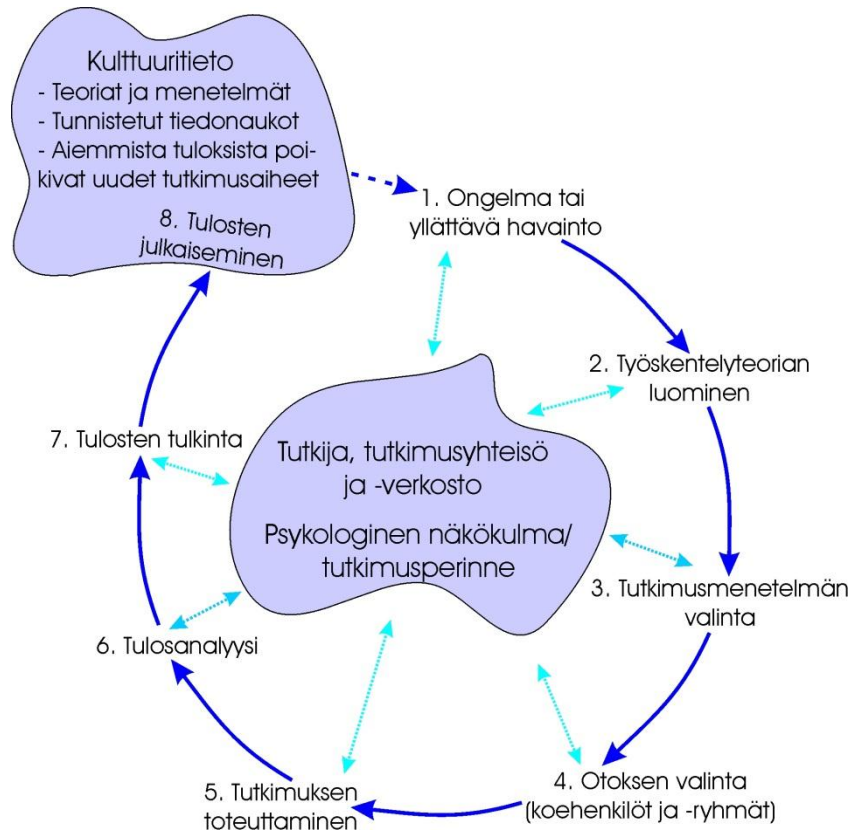 Kulttuuritieto
- Teoriat ja menetelmät
- Tunnistetut tiedonaukot
- Aiemmista tuloksista poi-
kivat uudet tutkimusaiheet
8. Tulosten
julkaiseminen
1. Ongelma tai
yllättävä havainto
2. Työskentelyteorian
luominen
3. Tutkimusmenetelmän
valinta
4. Otoksen valinta
(koehenkilöt ja -ryhmät)
5. Tutkimuksen
toteuttaminen
6. Tulosanalyysi
7. Tulosten tulkinta
Tutkija, tutkimusyhteisö
ja -verkosto
Psykologinen näkökulma/
tutkimusperinne